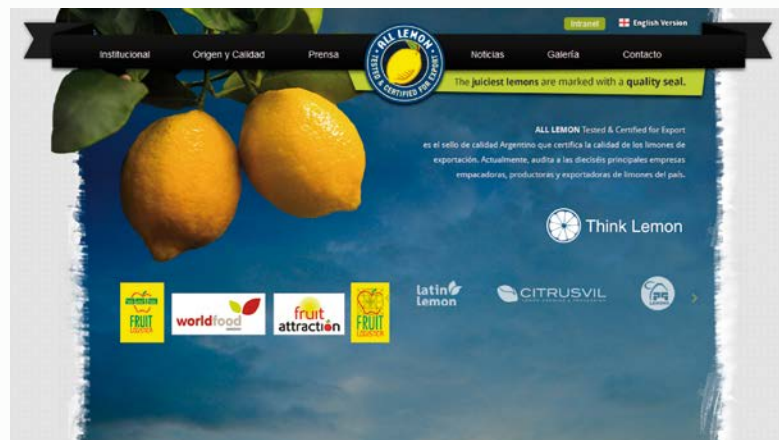 Intranet
English Version
Institucional
Origen y Calidad
Prensa
ALL LEMON
TESTED & CERTIFIED FOR EXPORT
Noticias
Galería
Contacto
The juiciest lemons are marked with a quality seal.
ALL LEMON Tested & Certified for Export
es el sello de calidad Argentino que certifica la calidad de los limones de
exportación. Actualmente, audita a las dieciséis principales empresas
empacadoras, productoras y exportadoras de limones del país.
Think Lemon
FRUIT
LOGISTICA
worldfood
fruit
attraction
FRUIT
LOGISTICA
latin
lemon
CITRUSVIL